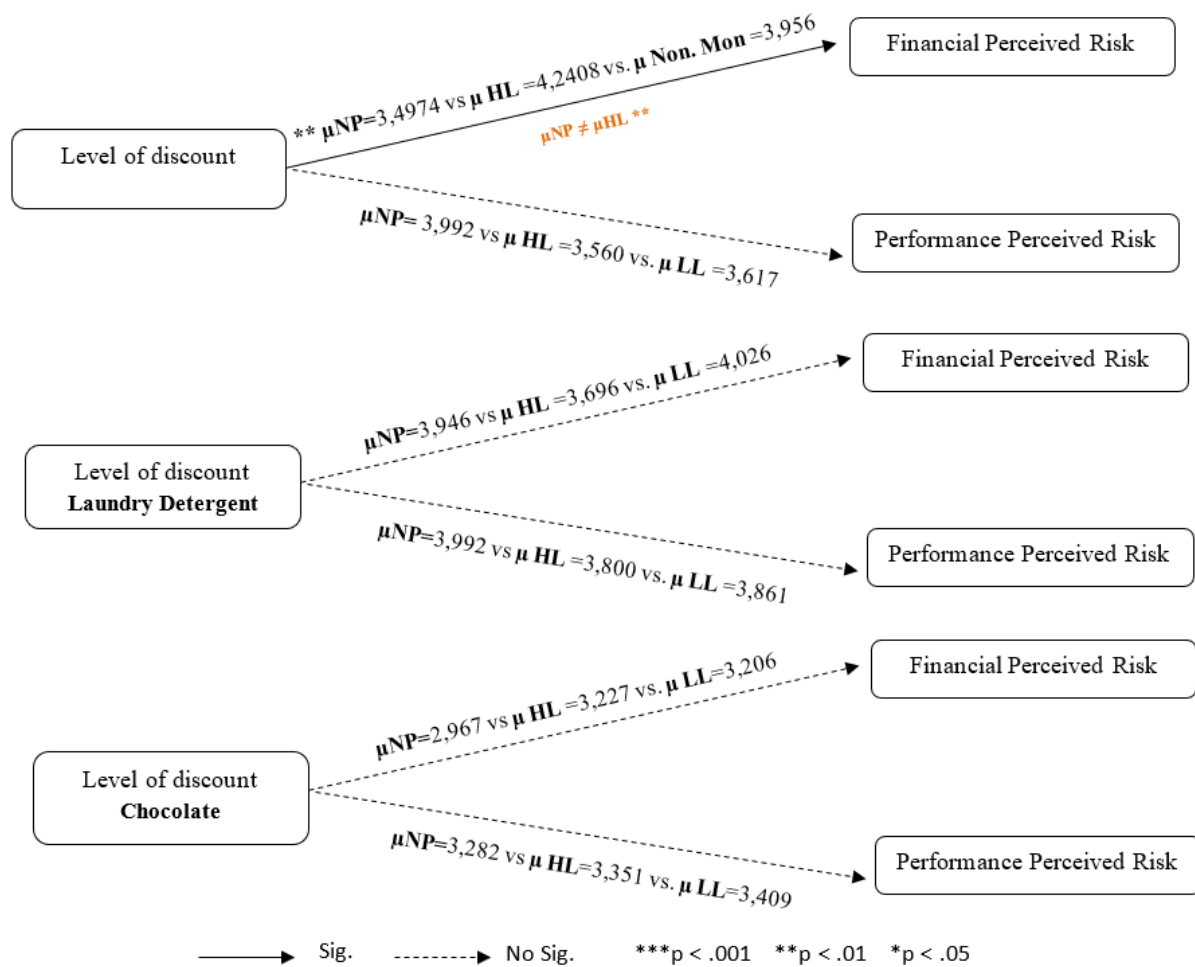 Financial Perceived Risk
** µNP=3,4974 vs µ HL =4,2408 vs. µ Non. Mon =3,956
µNP ≠ µHL **
Level of discount
µNP= 3,992 vs µ HL =3,560 vs. µ LL =3,617
Performance Perceived Risk
Financial Perceived Risk
µNP=3,946 vs µ HL =3,696 vs. µ LL =4,026
Level of discount
Laundry Detergent
µNP=3,992 vs µ HL =3,800 vs. µ LL =3,861
Performance Perceived Risk
Financial Perceived Risk
µNP=2,967 vs µ HL =3,227 vs. µ LL=3,206
Level of discount
Chocolate
µNP=3,282 vs µ HL=3,351 vs. µ LL=3,409
Performance Perceived Risk
Sig. No Sig. ***p < .001 **p < .01 *p < .05